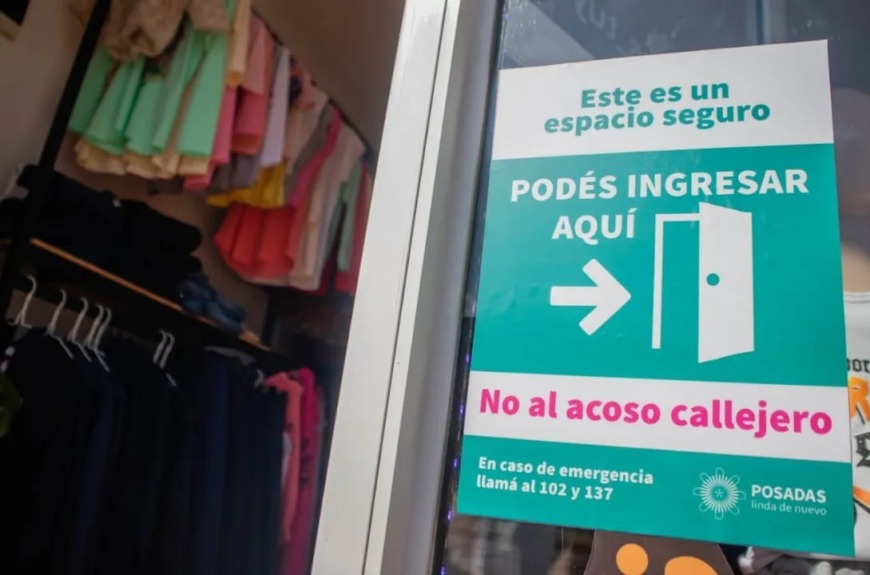 Este es un
espacio seguro
PODÉS INGRESAR
AQUÍ
No al acoso callejero
En caso de emergencia
llamá al 102 y 137
POSADAS
linda de nuevo